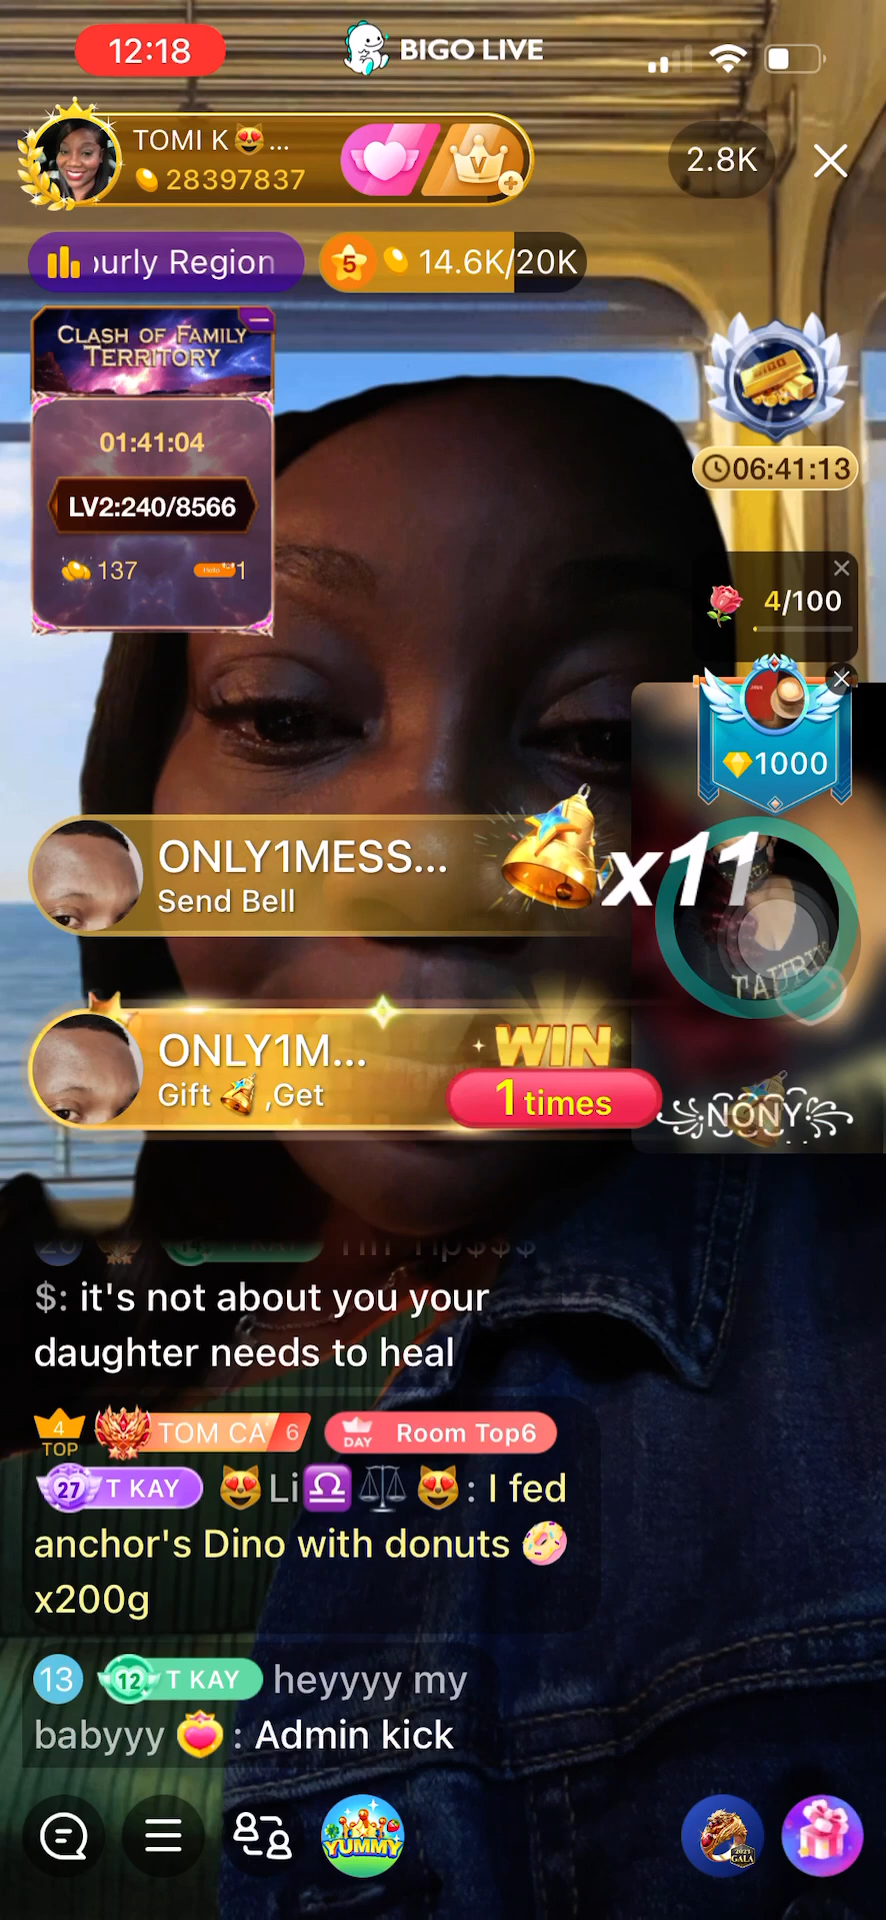 12:18
BIGO LIVE
TOMI K😻...
28397837
2.8K
ourly Region
5
14.6K/20K
CLASH OF FAMILY
TERRITORY
01:41:04
LV2:240/8566
137
1
06:41:13
4/100
1000
ONLY1MESS...
Send Bell
x11
ONLY1M...
Gift 🔔 ,Get
WIN
1 times
NONY
$: it's not about you your
daughter needs to heal
4
TOP
TOM CA 6
DAY
Room Top6
27 T KAY 😻Li♎⚖️😻: I fed
anchor's Dino with donuts 🍩
x200g
13 12 T KAY heyyyy my
babyyy : Admin kick
YUMMY
2023
GALA